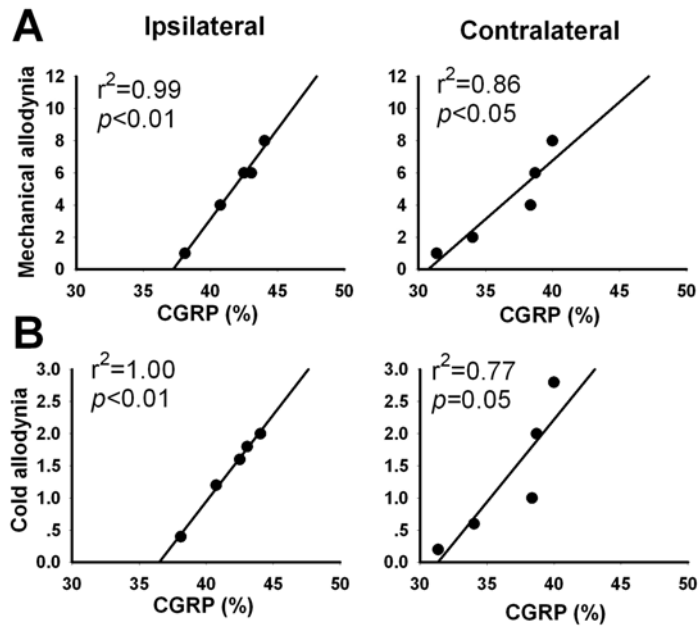 A
Ipsilateral
Contralateral
Mechanical allodynia
12
10
8
6
4
2
0
r²=0.99
p<0.01
30 35 40 45 50
CGRP (%)
12
10
8
6
4
2
0
r²=0.86
p<0.05
30 35 40 45 50
CGRP (%)
B
Cold allodynia
3.0
2.5
2.0
1.5
1.0
.5
0.0
r²=1.00
p<0.01
30 35 40 45 50
CGRP (%)
3.0
2.5
2.0
1.5
1.0
.5
0.0
r²=0.77
p=0.05
30 35 40 45 50
CGRP (%)